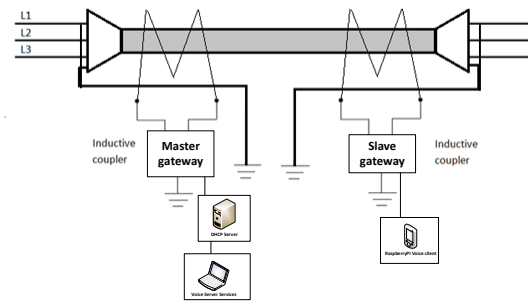 L1
L2
L3
Inductive
coupler
Master
gateway
Slave
gateway
Inductive
coupler
DHCP Server
RaspberryPI Voice client
Voice Server Services